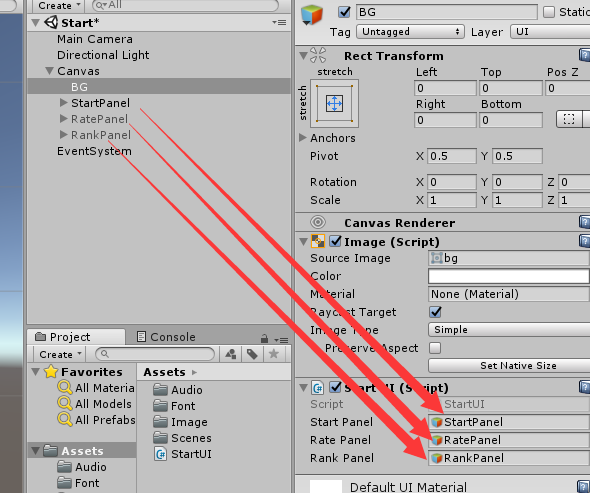 Create
All
Start*
Main Camera
Directional Light
Canvas
BG
StartPanel
RatePanel
RankPanel
EventSystem
BG
Static
Tag Untagged Layer UI
Rect Transform
stretch
stretch
Left Top Pos Z
0 0 0
Right Bottom
0 0
Anchors
Pivot X 0.5 Y 0.5
Rotation X 0 Y 0 Z 0
Scale X 1 Y 1 Z 1
Canvas Renderer
Image (Script)
Source Image bg
Color
Material None (Material)
Raycast Target
Image Type Simple
Preserve Aspect
Set Native Size
Start UI (Script)
Script StartUI
Start Panel StartPanel
Rate Panel RatePanel
Rank Panel RankPanel
Default UI Material
Project Console
Create
Favorites
All Materia
All Models
All Prefabs
Assets
Audio
Font
Assets
Audio
Font
Image
Scenes
StartUI